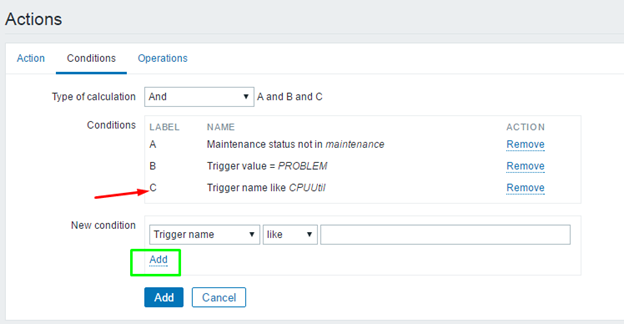 Actions
Action Conditions Operations
Type of calculation And A and B and C
Conditions LABEL NAME ACTION
A Maintenance status not in maintenance Remove
B Trigger value = PROBLEM Remove
C Trigger name like CPUUtil Remove
New condition Trigger name like
Add
Add Cancel